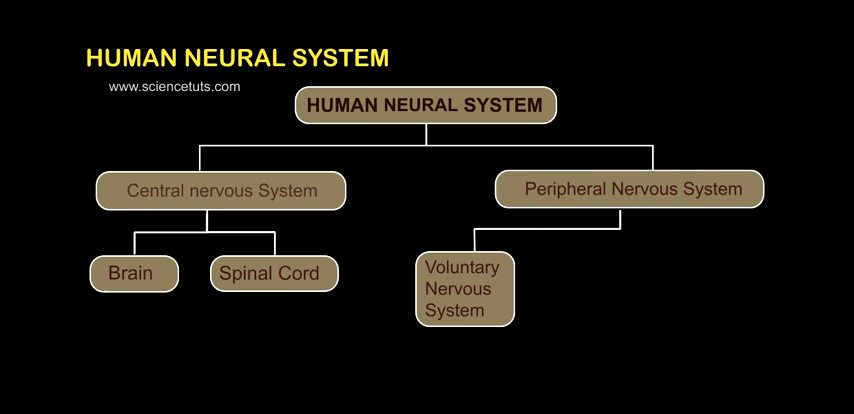 HUMAN NEURAL SYSTEM
www.sciencetuts.com
HUMAN NEURAL SYSTEM
Central nervous System
Peripheral Nervous System
Brain
Spinal Cord
Voluntary
Nervous
System